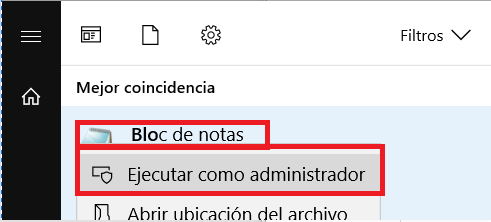 Filtros
Mejor coincidencia
Bloc de notas
Ejecutar como administrador
Abrir ubicación del archivo